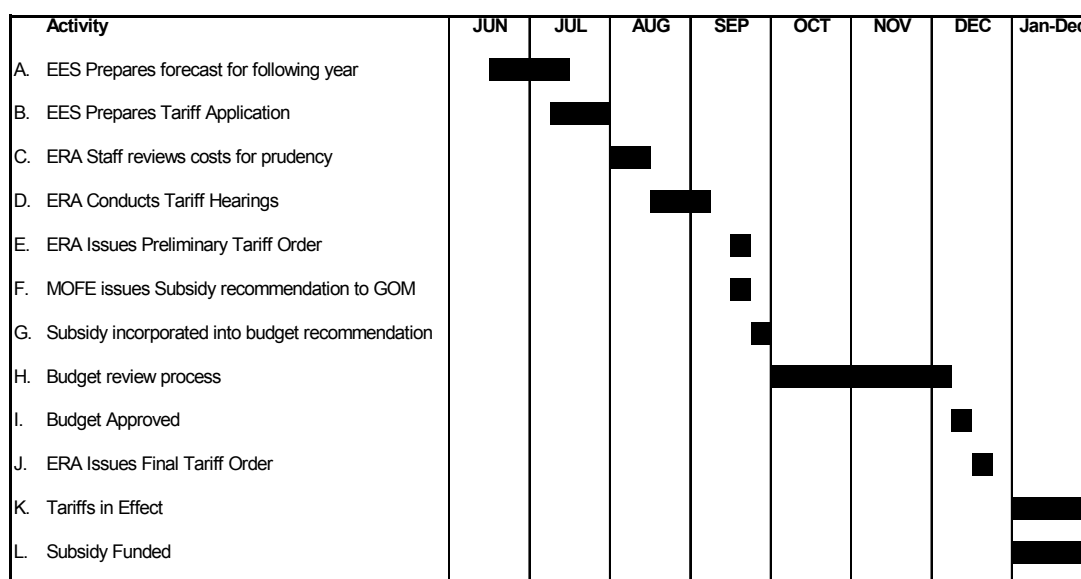 Activity JUN JUL AUG SEP OCT NOV DEC Jan-Dec
A. EES Prepares forecast for following year
B. EES Prepares Tariff Application
C. ERA Staff reviews costs for prudency
D. ERA Conducts Tariff Hearings
E. ERA Issues Preliminary Tariff Order
F. MOFE issues Subsidy recommendation to GOM
G. Subsidy incorporated into budget recommendation
H. Budget review process
I. Budget Approved
J. ERA Issues Final Tariff Order
K. Tariffs in Effect
L. Subsidy Funded